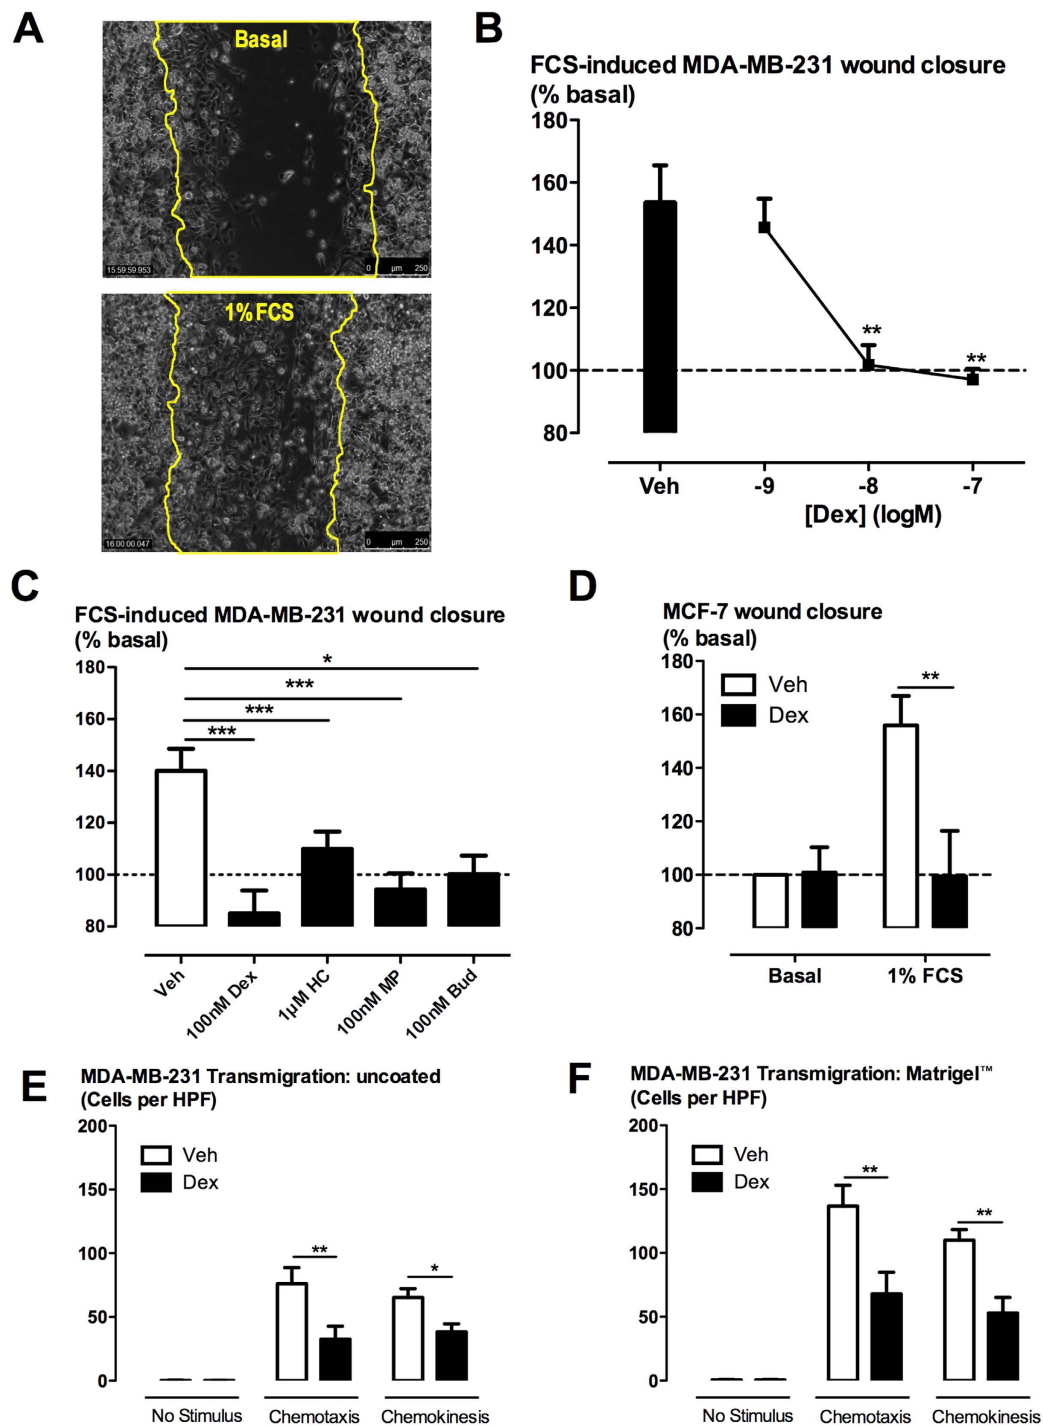 A
Basal
15:59:59.953
0 µm 250
1% FCS
16:00:00.047
0 µm 250
B
FCS-induced MDA-MB-231 wound closure
(% basal)
180
160
140
120
100
80
**
**
Veh
-9
-8
-7
[Dex] (logM)
C
FCS-induced MDA-MB-231 wound closure
(% basal)
180
160
140
120
100
80
*
***
***
***
Veh
100nM Dex
1µM HC
100nM MP
100nM Bud
D
MCF-7 wound closure
(% basal)
180
160
140
120
100
80
Veh
Dex
**
Basal
1% FCS
E
MDA-MB-231 Transmigration: uncoated
(Cells per HPF)
200
150
100
50
0
Veh
Dex
**
*
No Stimulus
Chemotaxis
Chemokinesis
F
MDA-MB-231 Transmigration: Matrigel™
(Cells per HPF)
200
150
100
50
0
Veh
Dex
**
**
No Stimulus
Chemotaxis
Chemokinesis